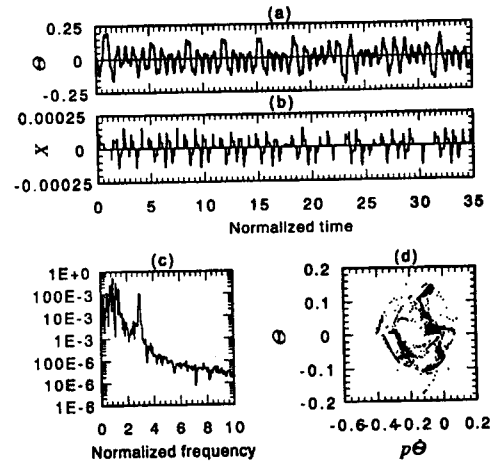 (a)
0.25
Θ 0
-0.25
(b)
0.00025
X 0
-0.00025
0 5 10 15 20 25 30 35
Normalized time
(c)
1E+0
100E-3
10E-3
1E-3
100E-6
10E-6
1E-6
0 2 4 6 8 10
Normalized frequency
(d)
0.2
0.1
Θ 0
-0.1
-0.2
-0.6 -0.4 -0.2 0 0.2
pΘ̇